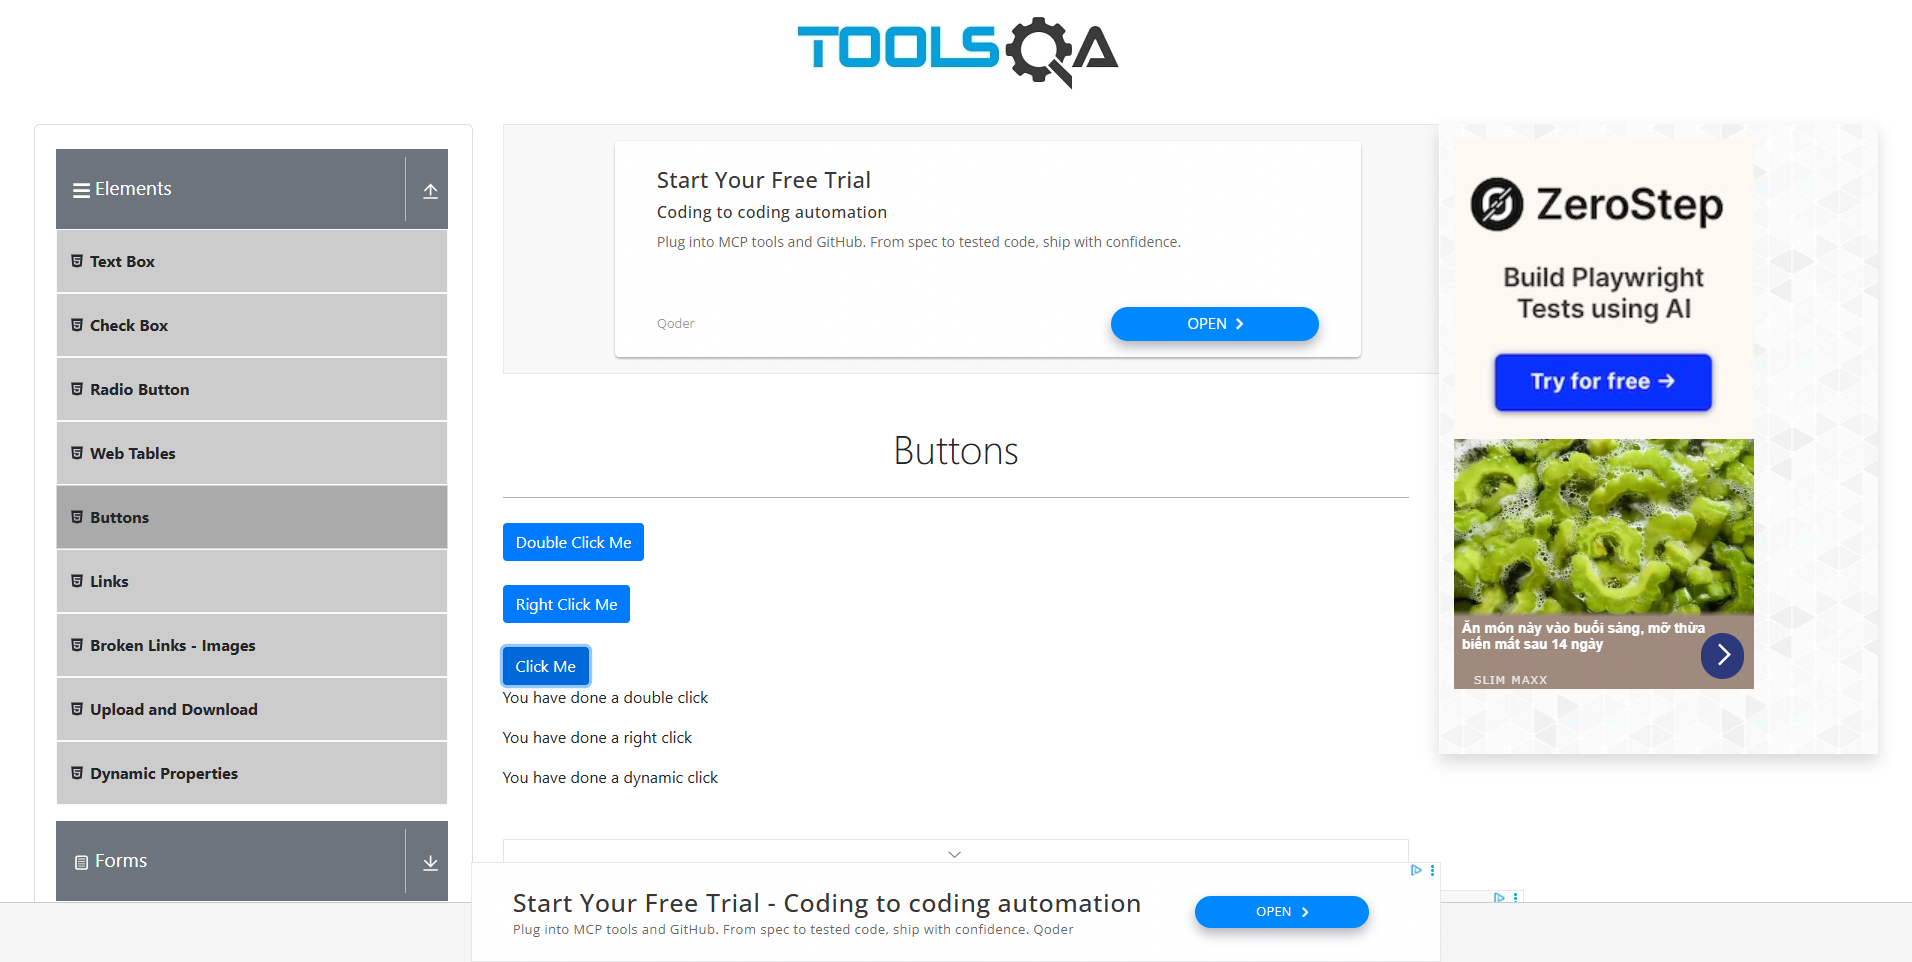 TOOLSQA
Elements
Text Box
Check Box
Radio Button
Web Tables
Buttons
Links
Broken Links - Images
Upload and Download
Dynamic Properties
Forms
Start Your Free Trial
Coding to coding automation
Plug into MCP tools and GitHub. From spec to tested code, ship with confidence.
Qoder
OPEN
Buttons
Double Click Me
Right Click Me
Click Me
You have done a double click
You have done a right click
You have done a dynamic click
ZeroStep
Build Playwright
Tests using AI
Try for free →
Ăn món này vào buổi sáng, mỡ thừa
biến mất sau 14 ngày
SLIM MAXX
Start Your Free Trial - Coding to coding automation
Plug into MCP tools and GitHub. From spec to tested code, ship with confidence. Qoder
OPEN